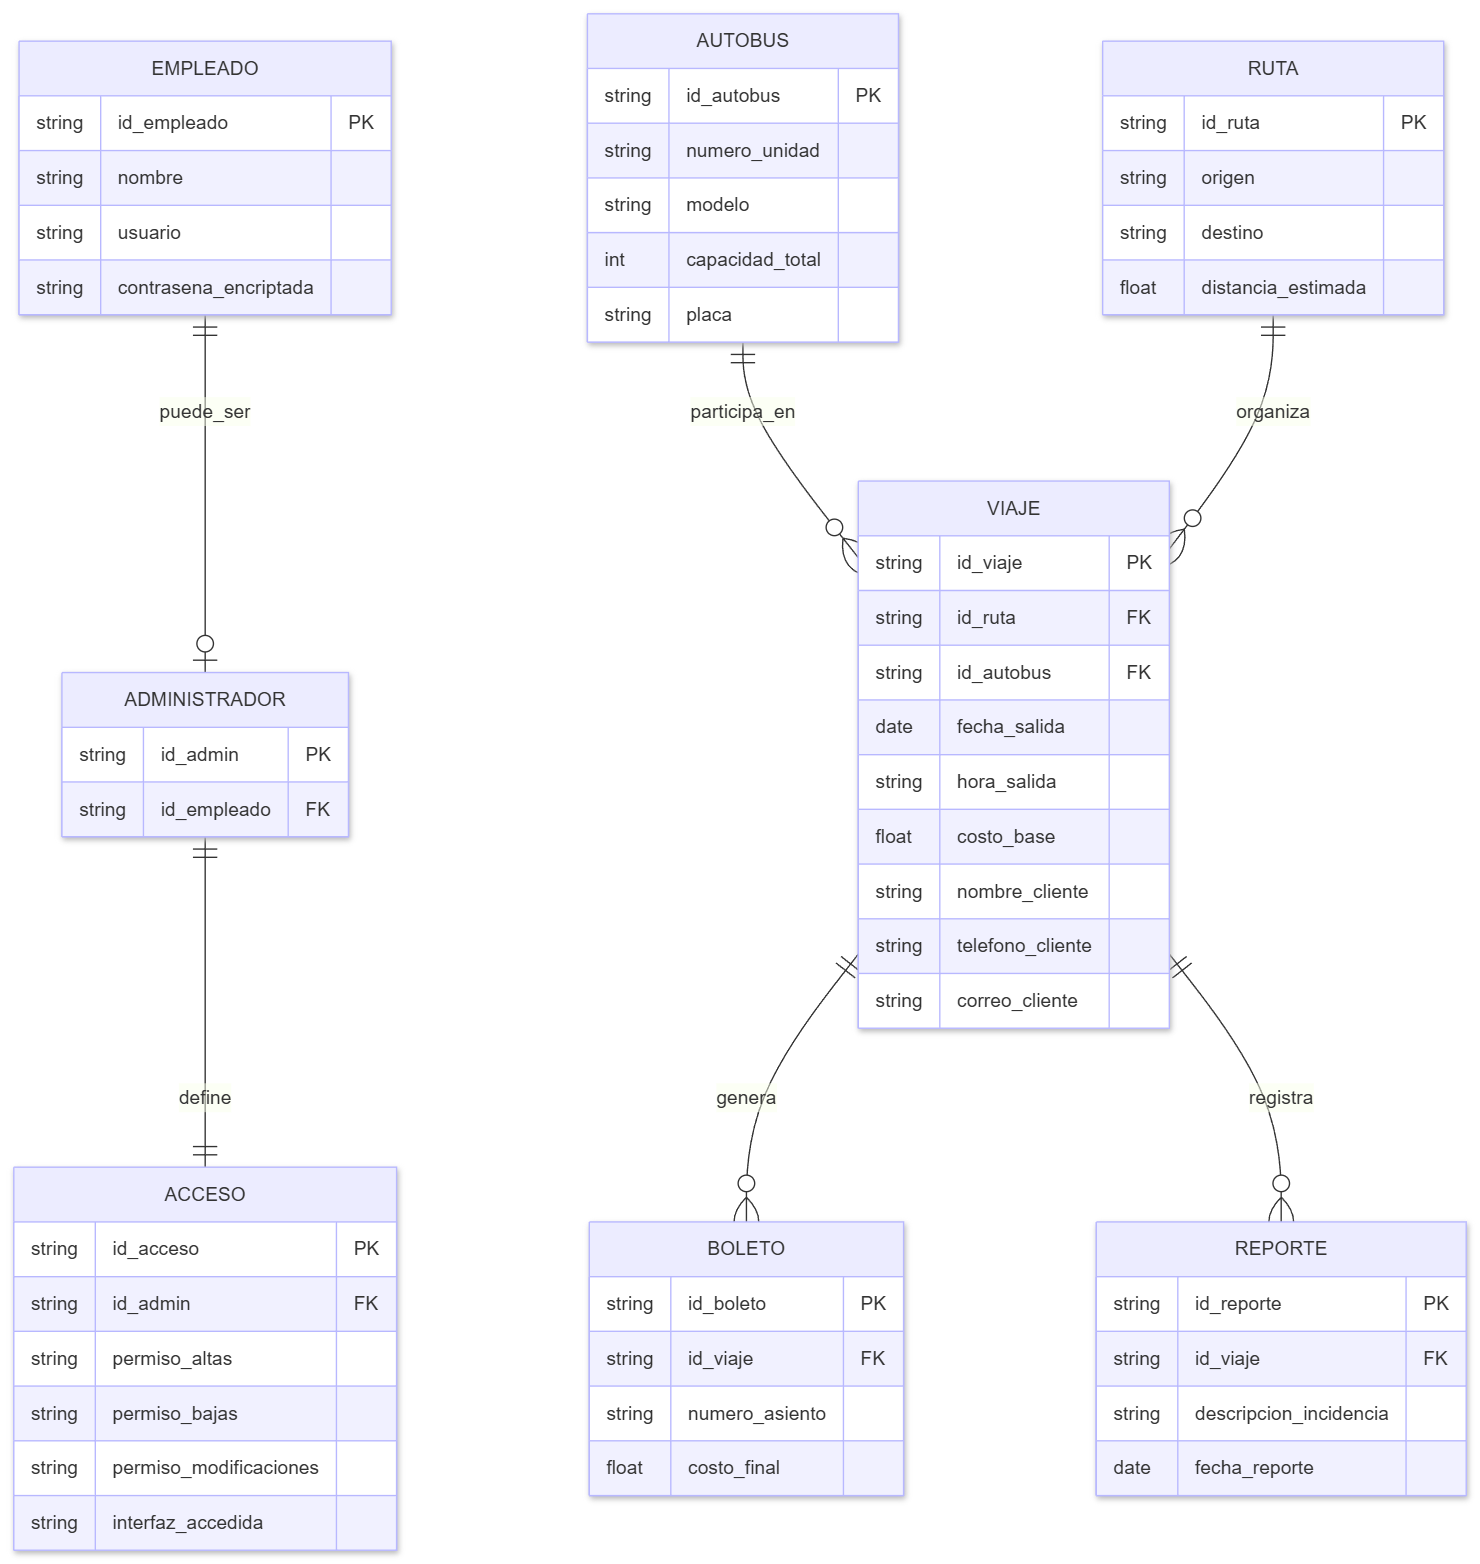 EMPLEADO
string id_empleado PK
string nombre
string usuario
string contrasena_encriptada
AUTOBUS
string id_autobus PK
string numero_unidad
string modelo
int capacidad_total
string placa
RUTA
string id_ruta PK
string origen
string destino
float distancia_estimada
puede_ser
participa_en
organiza
VIAJE
string id_viaje PK
string id_ruta FK
string id_autobus FK
date fecha_salida
string hora_salida
float costo_base
string nombre_cliente
string telefono_cliente
string correo_cliente
ADMINISTRADOR
string id_admin PK
string id_empleado FK
define
genera
registra
ACCESO
string id_acceso PK
string id_admin FK
string permiso_altas
string permiso_bajas
string permiso_modificaciones
string interfaz_accedida
BOLETO
string id_boleto PK
string id_viaje FK
string numero_asiento
float costo_final
REPORTE
string id_reporte PK
string id_viaje FK
string descripcion_incidencia
date fecha_reporte